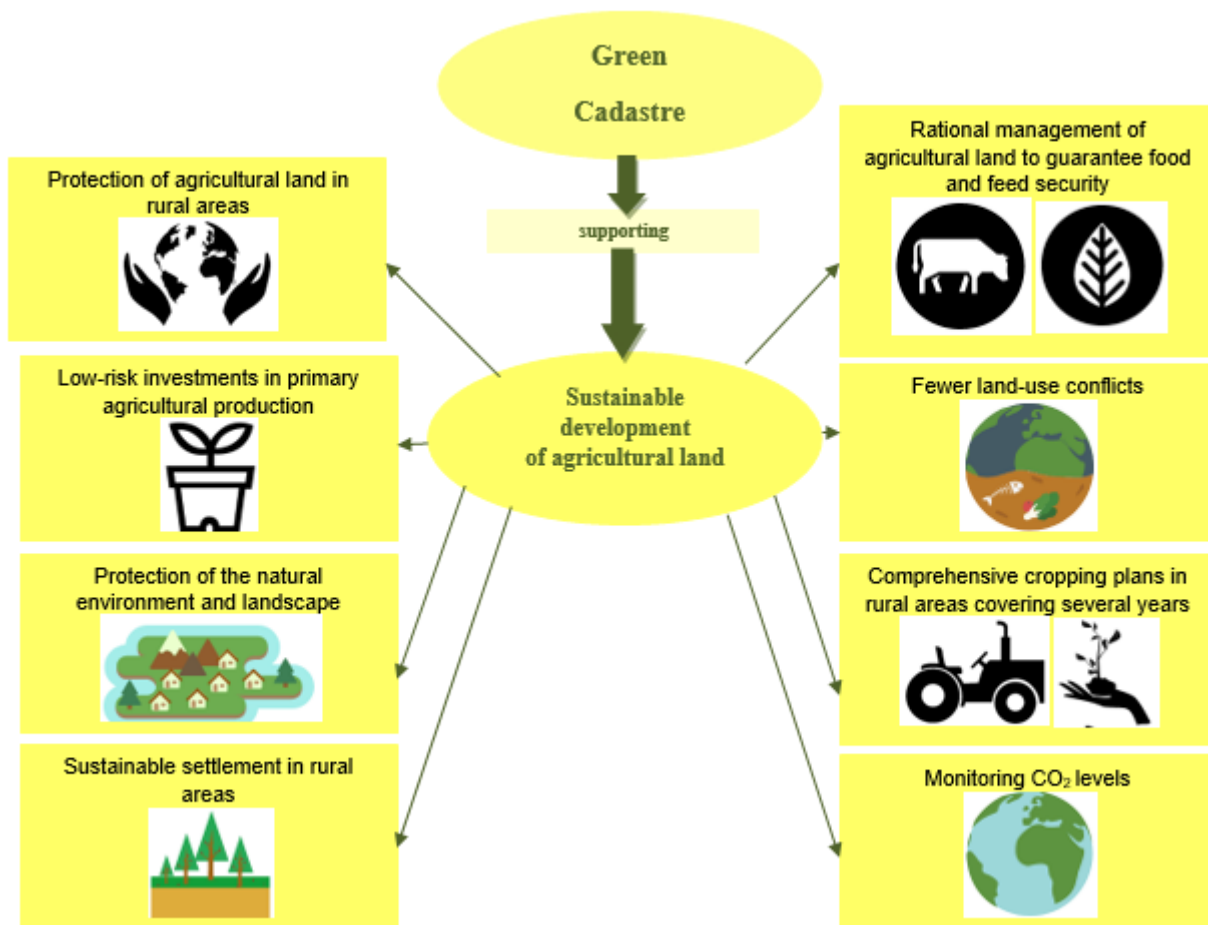 Green
Cadastre
supporting
Sustainable
development
of agricultural land
Protection of agricultural land in
rural areas
Low-risk investments in primary
agricultural production
Protection of the natural
environment and landscape
Sustainable settlement in rural
areas
Rational management of
agricultural land to guarantee food
and feed security
Fewer land-use conflicts
Comprehensive cropping plans in
rural areas covering several years
Monitoring CO₂ levels